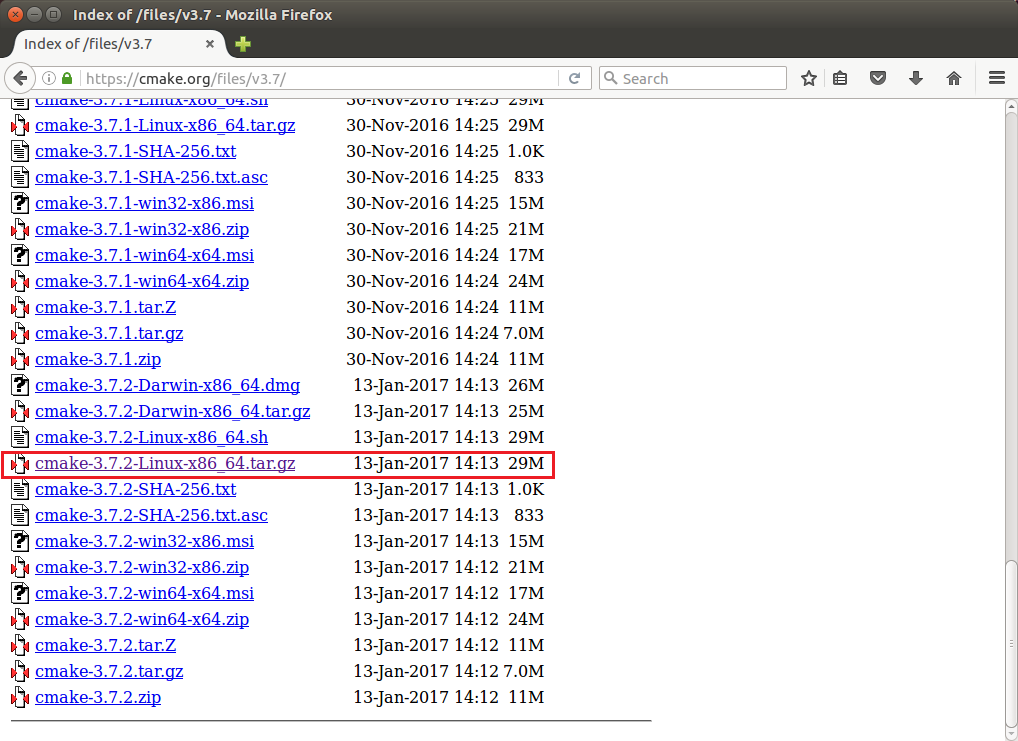 Index of /files/v3.7 - Mozilla Firefox
Index of /files/v3.7
https://cmake.org/files/v3.7/
Search
cmake-3.7.1-Linux-x86_64.sh 30-Nov-2016 14:25 29M
cmake-3.7.1-Linux-x86_64.tar.gz 30-Nov-2016 14:25 29M
cmake-3.7.1-SHA-256.txt 30-Nov-2016 14:25 1.0K
cmake-3.7.1-SHA-256.txt.asc 30-Nov-2016 14:25 833
cmake-3.7.1-win32-x86.msi 30-Nov-2016 14:25 15M
cmake-3.7.1-win32-x86.zip 30-Nov-2016 14:25 21M
cmake-3.7.1-win64-x64.msi 30-Nov-2016 14:24 17M
cmake-3.7.1-win64-x64.zip 30-Nov-2016 14:24 24M
cmake-3.7.1.tar.Z 30-Nov-2016 14:24 11M
cmake-3.7.1.tar.gz 30-Nov-2016 14:24 7.0M
cmake-3.7.1.zip 30-Nov-2016 14:24 11M
cmake-3.7.2-Darwin-x86_64.dmg 13-Jan-2017 14:13 26M
cmake-3.7.2-Darwin-x86_64.tar.gz 13-Jan-2017 14:13 25M
cmake-3.7.2-Linux-x86_64.sh 13-Jan-2017 14:13 29M
cmake-3.7.2-Linux-x86_64.tar.gz 13-Jan-2017 14:13 29M
cmake-3.7.2-SHA-256.txt 13-Jan-2017 14:13 1.0K
cmake-3.7.2-SHA-256.txt.asc 13-Jan-2017 14:13 833
cmake-3.7.2-win32-x86.msi 13-Jan-2017 14:13 15M
cmake-3.7.2-win32-x86.zip 13-Jan-2017 14:12 21M
cmake-3.7.2-win64-x64.msi 13-Jan-2017 14:12 17M
cmake-3.7.2-win64-x64.zip 13-Jan-2017 14:12 24M
cmake-3.7.2.tar.Z 13-Jan-2017 14:12 11M
cmake-3.7.2.tar.gz 13-Jan-2017 14:12 7.0M
cmake-3.7.2.zip 13-Jan-2017 14:12 11M